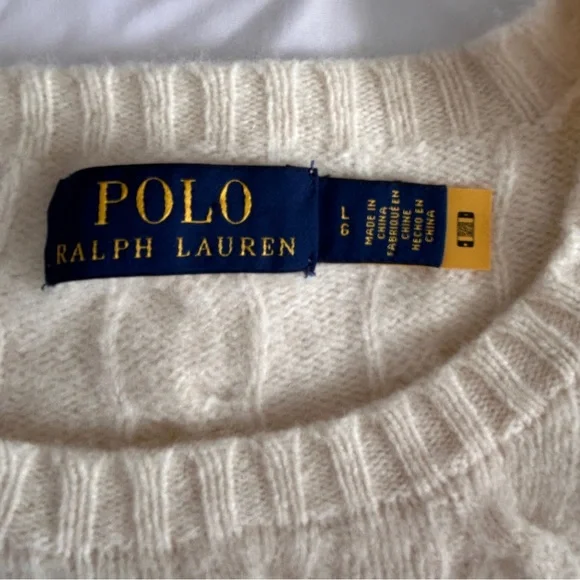 POLO
RALPH LAUREN
L
G
MADE IN
CHINA
FABRIQUÉ EN
CHINE
HECHO EN
CHINA